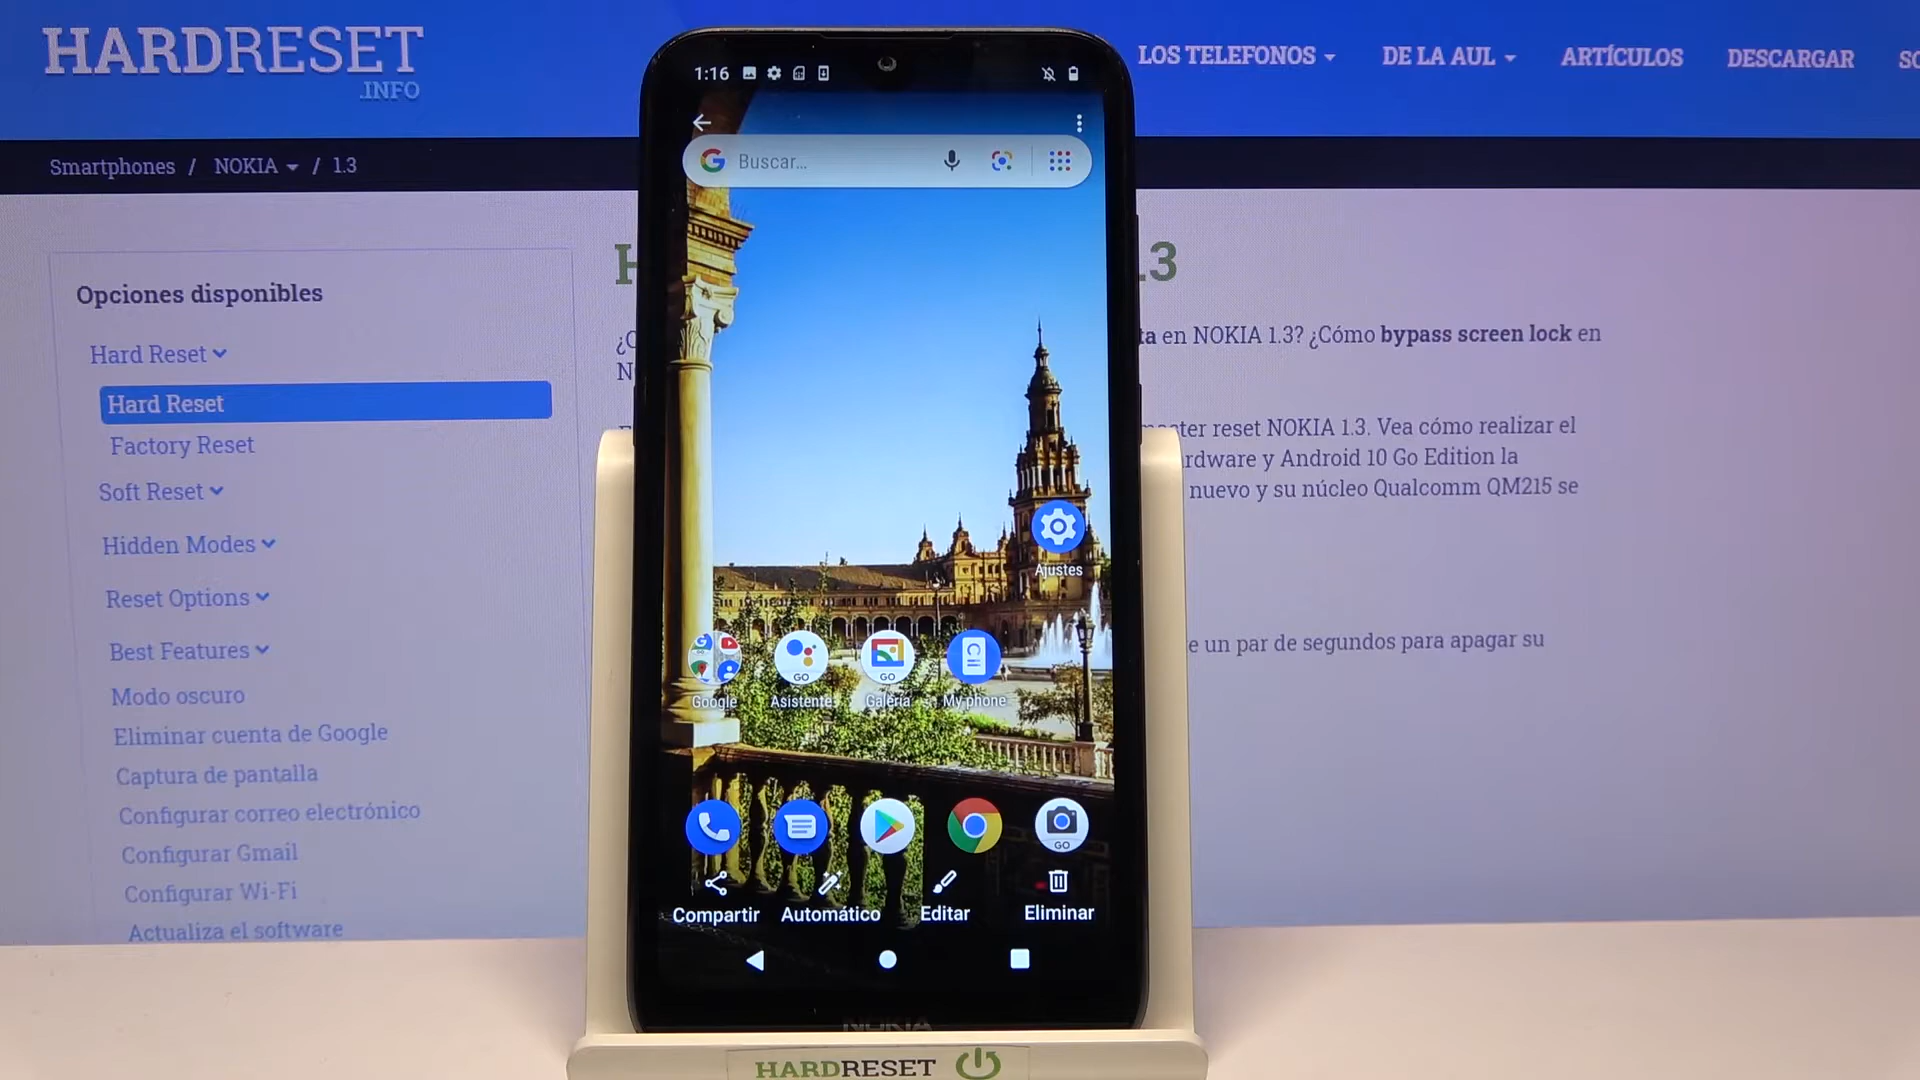 HARDRESET
.INFO
LOS TELEFONOS
DE LA AUL
ARTÍCULOS
DESCARGAR
Smartphones / NOKIA / 1.3
Opciones disponibles
Hard Reset
Hard Reset
Factory Reset
Soft Reset
Hidden Modes
Reset Options
Best Features
Modo oscuro
Eliminar cuenta de Google
Captura de pantalla
Configurar correo electrónico
Configurar Gmail
Configurar Wi-Fi
Actualiza el software
.3
en NOKIA 1.3? ¿Cómo bypass screen lock en
reset NOKIA 1.3. Vea cómo realizar el
y Android 10 Go Edition la
nuevo y su núcleo Qualcomm QM215 se
un par de segundos para apagar su
1:16
Buscar...
Ajustes
Google
Asistente
Galería
My phone
GO
GO
GO
Compartir
Automático
Editar
Eliminar
NOKIA
HARDRESET